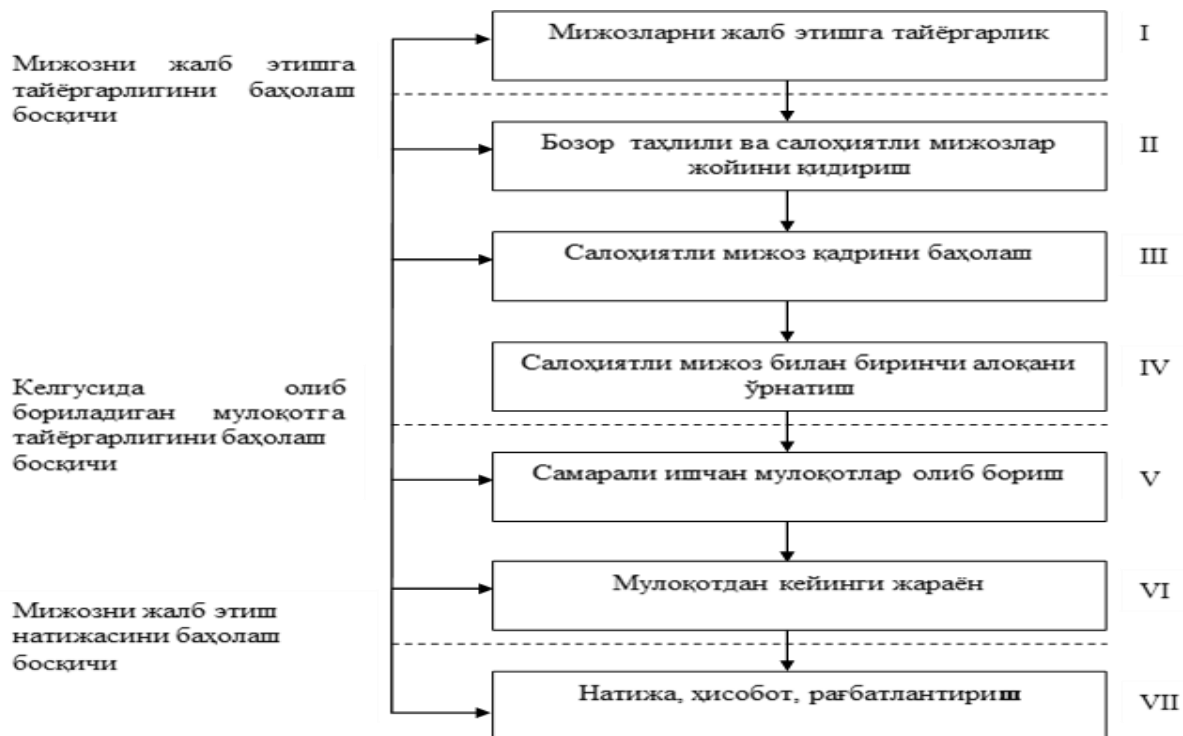 Мижозларни жалб этишга тайёргарлик
I
Мижозни жалб этишга
тайёргарлигини баҳолаш
босқичи
Бозор таҳлили ва салоҳиятли мижозлар
жойини қидириш
II
Салоҳиятли мижоз қадрини баҳолаш
III
Салоҳиятли мижоз билан биринчи алоқани
ўрнатиш
IV
Келгусида олиб
бориладиган мулоқотга
тайёргарлигини баҳолаш
босқичи
Самарали ишчан мулоқотлар олиб бориш
V
Мулоқотдан кейинги жараён
VI
Мижозни жалб этиш
натижасини баҳолаш
босқичи
Натижа, ҳисобот, рағбатлантириш
VII